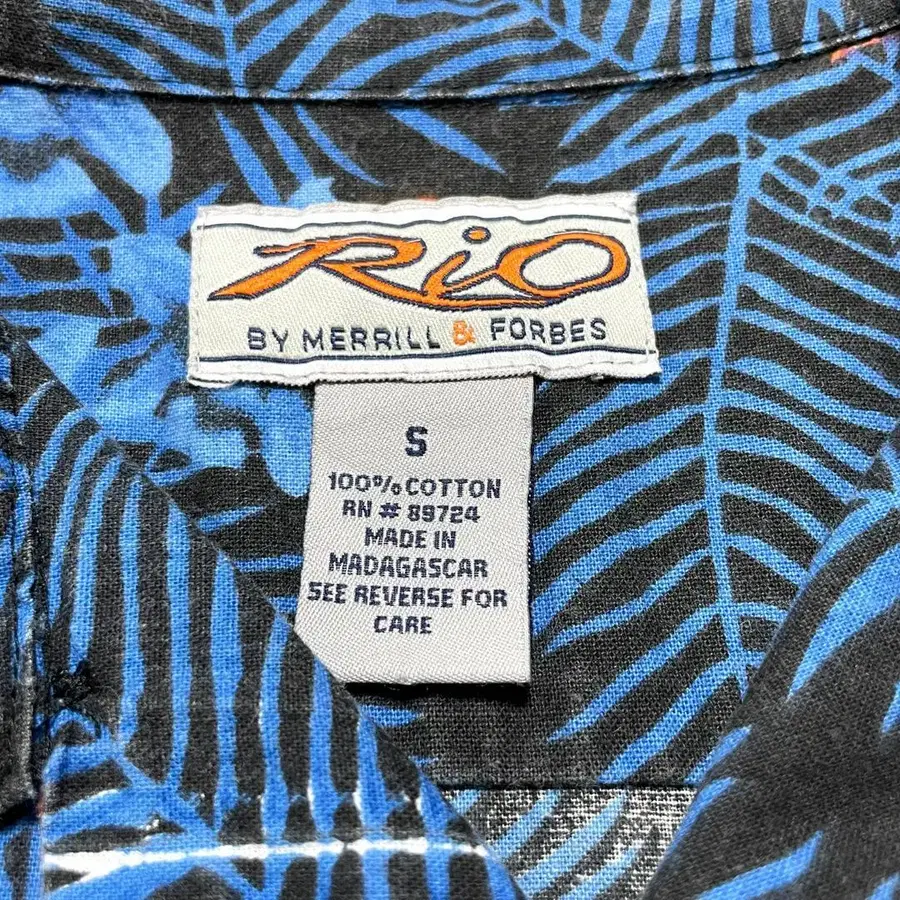 RiO
BY MERRILL & FORBES
S
100% COTTON
RN # 89724
MADE IN
MADAGASCAR
SEE REVERSE FOR
CARE